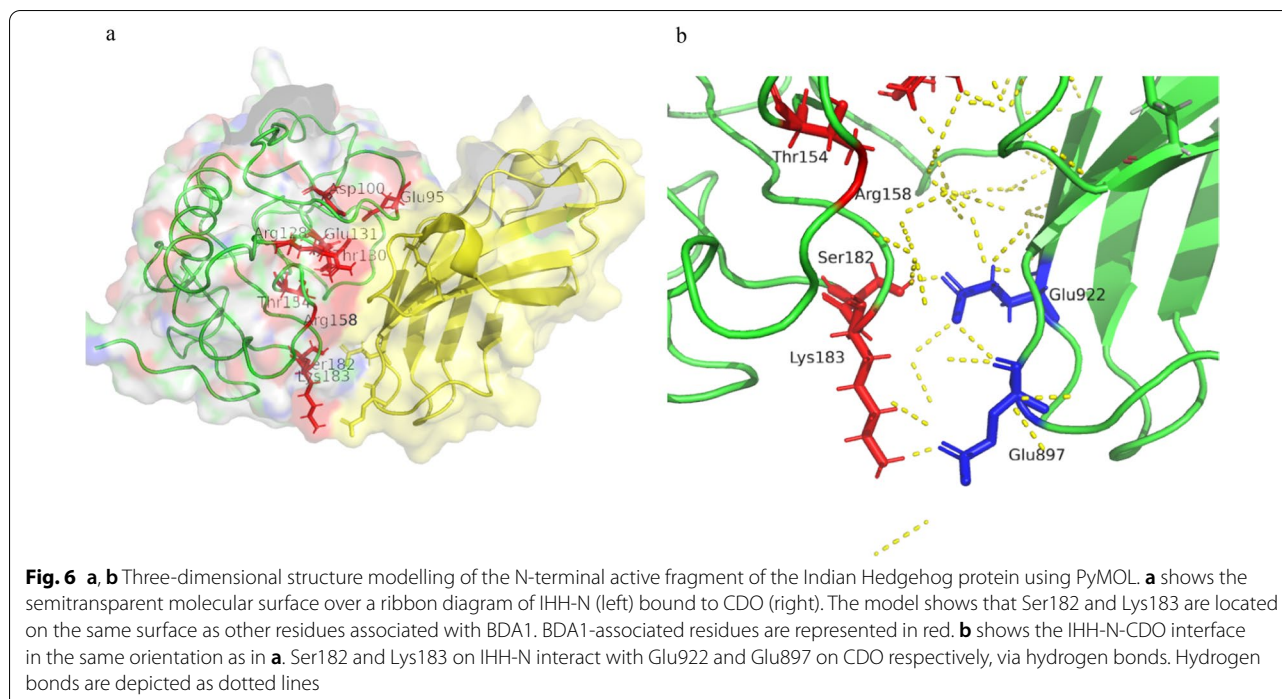 a
b
Asp100
Glu95
Arg128
Glu131
Thr130
Thr154
Arg158
Ser182
Lys183
Thr154
Arg158
Ser182
Glu922
Lys183
Glu897
Fig. 6 a, b Three-dimensional structure modelling of the N-terminal active fragment of the Indian Hedgehog protein using PyMOL. a shows the
semitransparent molecular surface over a ribbon diagram of IHH-N (left) bound to CDO (right). The model shows that Ser182 and Lys183 are located
on the same surface as other residues associated with BDA1. BDA1-associated residues are represented in red. b shows the IHH-N-CDO interface
in the same orientation as in a. Ser182 and Lys183 on IHH-N interact with Glu922 and Glu897 on CDO respectively, via hydrogen bonds. Hydrogen
bonds are depicted as dotted lines